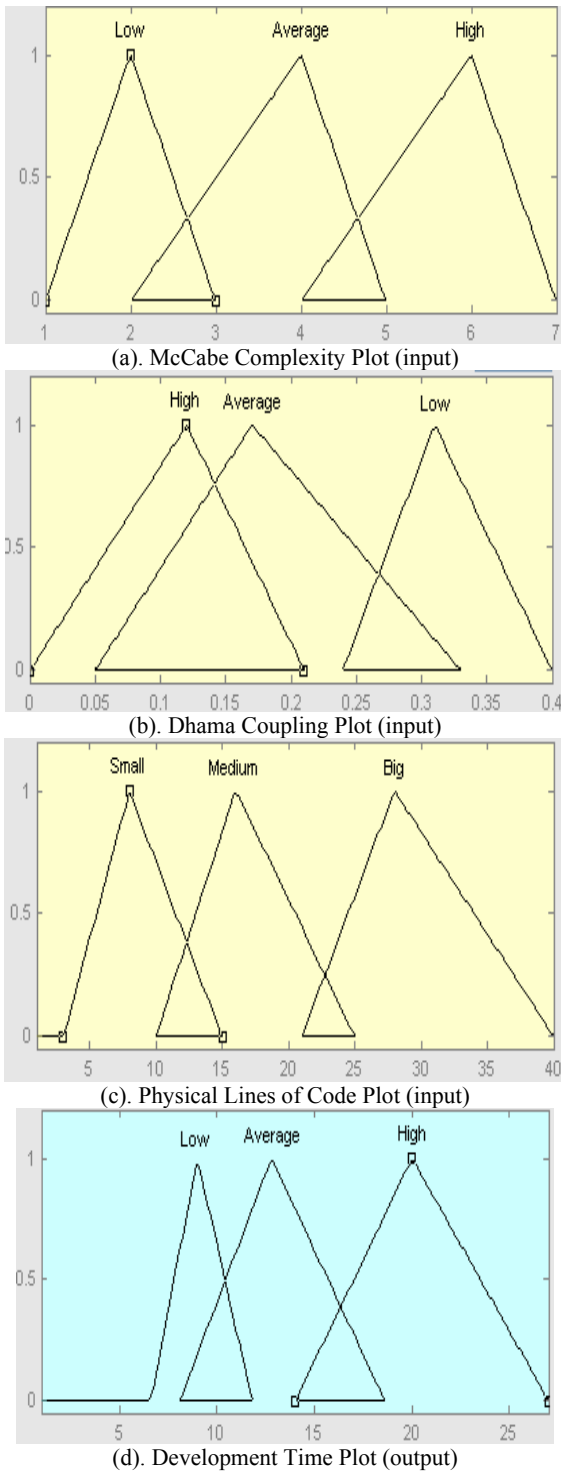 Low Average High
1
0.5
0
1 2 3 4 5 6 7
(a). McCabe Complexity Plot (input)
High Average Low
1
0.5
0
0 0.05 0.1 0.15 0.2 0.25 0.3 0.35 0.4
(b). Dhama Coupling Plot (input)
Small Medium Big
1
0.5
0
5 10 15 20 25 30 35 40
(c). Physical Lines of Code Plot (input)
Low Average High
1
0.5
0
5 10 15 20 25
(d). Development Time Plot (output)